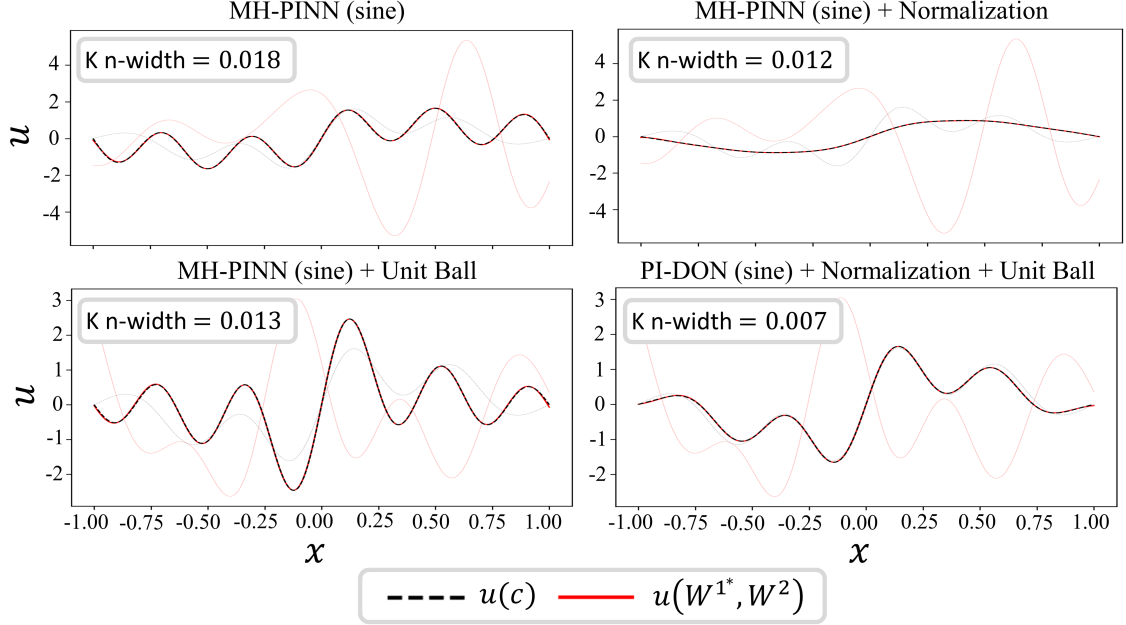 MH-PINN (sine)
K n-width = 0.018
u
4
2
0
-2
-4
MH-PINN (sine) + Normalization
K n-width = 0.012
4
2
0
-2
-4
MH-PINN (sine) + Unit Ball
K n-width = 0.013
u
3
2
1
0
-1
-2
-1.00 -0.75 -0.50 -0.25 0.00 0.25 0.50 0.75 1.00
x
PI-DON (sine) + Normalization + Unit Ball
K n-width = 0.007
3
2
1
0
-1
-2
-1.00 -0.75 -0.50 -0.25 0.00 0.25 0.50 0.75 1.00
x
u(c) u(W^{1*}, W^2)